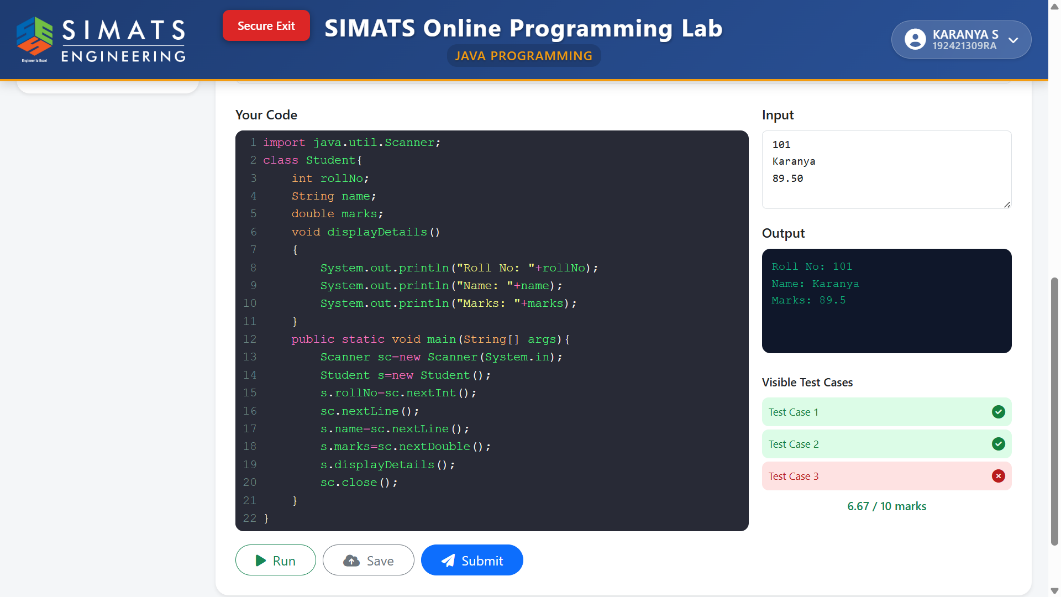 SIMATS
ENGINEERING
Engineer to Excel
Secure Exit
SIMATS Online Programming Lab
JAVA PROGRAMMING
KARANYA S
192421309RA
Your Code
1 import java.util.Scanner;
2 class Student{
3 int rollNo;
4 String name;
5 double marks;
6 void displayDetails()
7 {
8 System.out.println("Roll No: "+rollNo);
9 System.out.println("Name: "+name);
10 System.out.println("Marks: "+marks);
11 }
12 public static void main(String[] args){
13 Scanner sc=new Scanner(System.in);
14 Student s=new Student();
15 s.rollNo=sc.nextInt();
16 sc.nextLine();
17 s.name=sc.nextLine();
18 s.marks=sc.nextDouble();
19 s.displayDetails();
20 sc.close();
21 }
22 }
Run
Save
Submit
Input
101
Karanya
89.50
Output
Roll No: 101
Name: Karanya
Marks: 89.5
Visible Test Cases
Test Case 1
Test Case 2
Test Case 3
6.67 / 10 marks